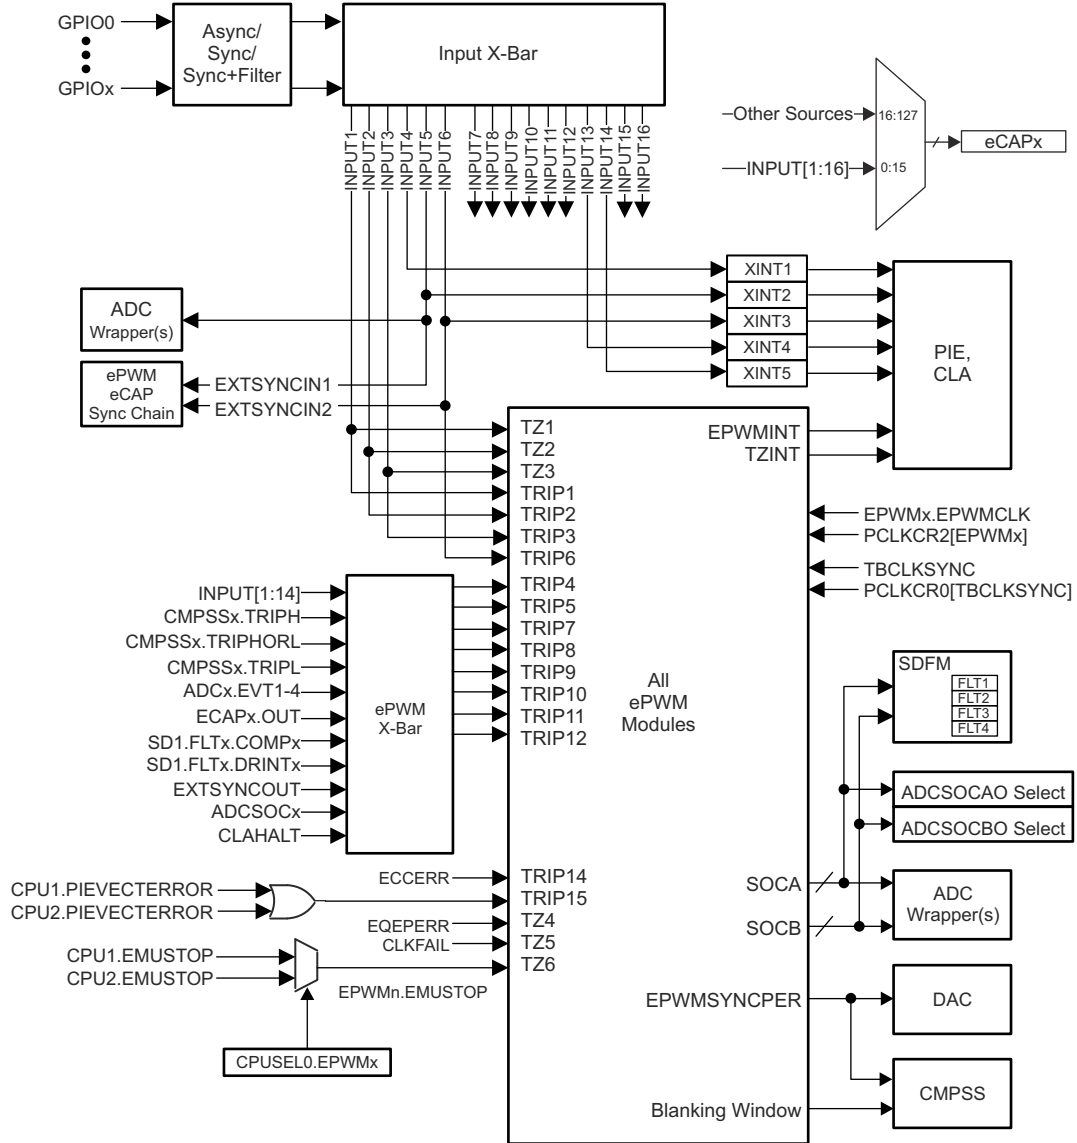 GPIO0
GPIOx
Async/
Sync/
Sync+Filter
Input X-Bar
INPUT1
INPUT2
INPUT3
INPUT4
INPUT5
INPUT6
INPUT7
INPUT8
INPUT9
INPUT10
INPUT11
INPUT12
INPUT13
INPUT14
INPUT15
INPUT16
Other Sources
16:127
INPUT[1:16]
0:15
eCAPx
XINT1
XINT2
XINT3
XINT4
XINT5
PIE,
CLA
ADC
Wrapper(s)
ePWM
eCAP
Sync Chain
EXTSYNCIN1
EXTSYNCIN2
TZ1
TZ2
TZ3
TRIP1
TRIP2
TRIP3
TRIP6
TRIP4
TRIP5
TRIP7
TRIP8
TRIP9
TRIP10
TRIP11
TRIP12
TRIP14
TRIP15
TZ4
TZ5
TZ6
All
ePWM
Modules
EPWMINT
TZINT
EPWMx.EPWMCLK
PCLKCR2[EPWMx]
TBCLKSYNC
PCLKCR0[TBCLKSYNC]
INPUT[1:14]
CMPSSx.TRIPH
CMPSSx.TRIPHORL
CMPSSx.TRIPL
ADCx.EVT1-4
ECAPx.OUT
SD1.FLTx.COMPx
SD1.FLTx.DRINTx
EXTSYNCOUT
ADCSOCx
CLAHALT
ePWM
X-Bar
SDFM
FLT1
FLT2
FLT3
FLT4
ADCSOCAO Select
ADCSOCBO Select
SOCA
SOCB
ADC
Wrapper(s)
EPWMSYNCPER
DAC
CMPSS
Blanking Window
CPU1.PIEVECTERROR
CPU2.PIEVECTERROR
ECCERR
EQEPERR
CLKFAIL
CPU1.EMUSTOP
CPU2.EMUSTOP
EPWMn.EMUSTOP
CPUSEL0.EPWMx